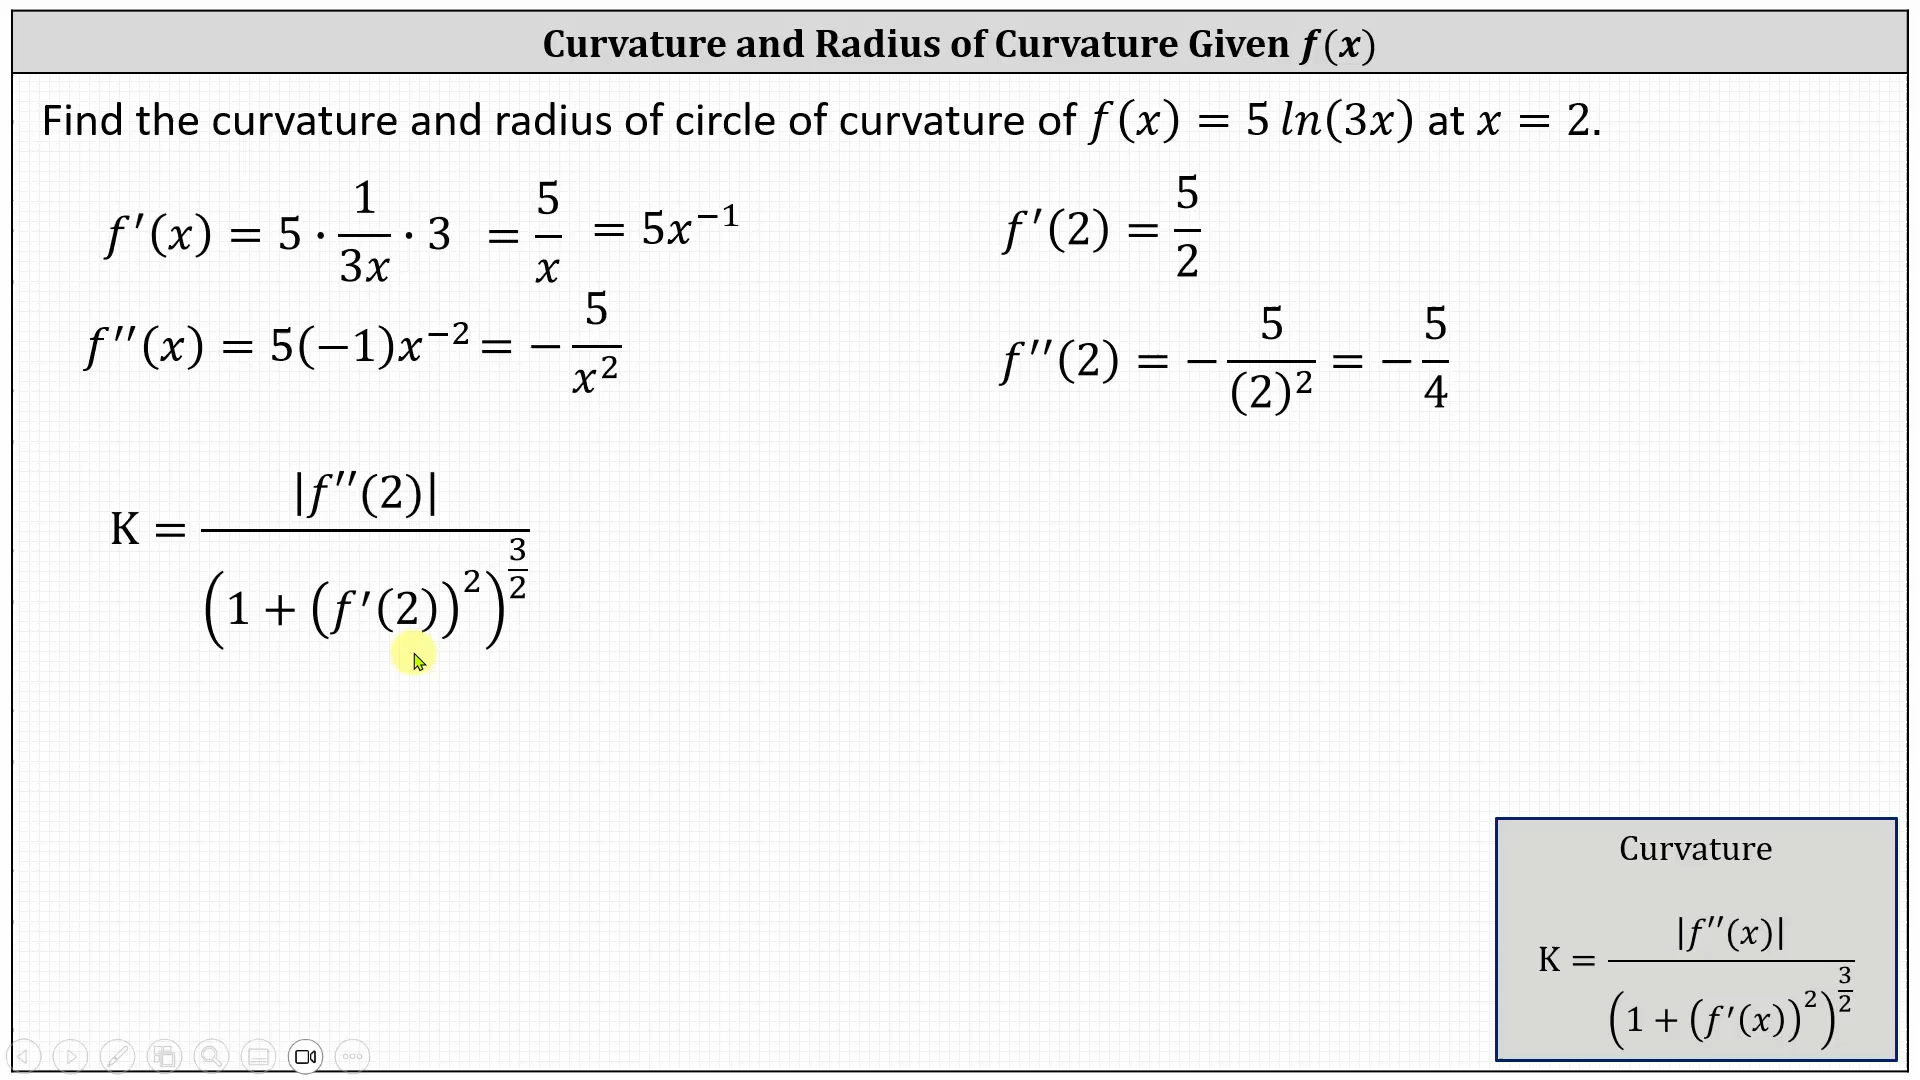 Curvature and Radius of Curvature Given f(x)
Find the curvature and radius of circle of curvature of f(x) = 5 ln(3x) at x = 2.
f′(x) = 5 · 1/(3x) · 3 = 5/x = 5x⁻¹
f′(2) = 5/2
f′′(x) = 5(−1)x⁻² = −5/x²
f′′(2) = −5/(2)² = −5/4
K = |f′′(2)| / (1 + (f′(2))²)^(3/2)
Curvature
K = |f′′(x)| / (1 + (f′(x))²)^(3/2)